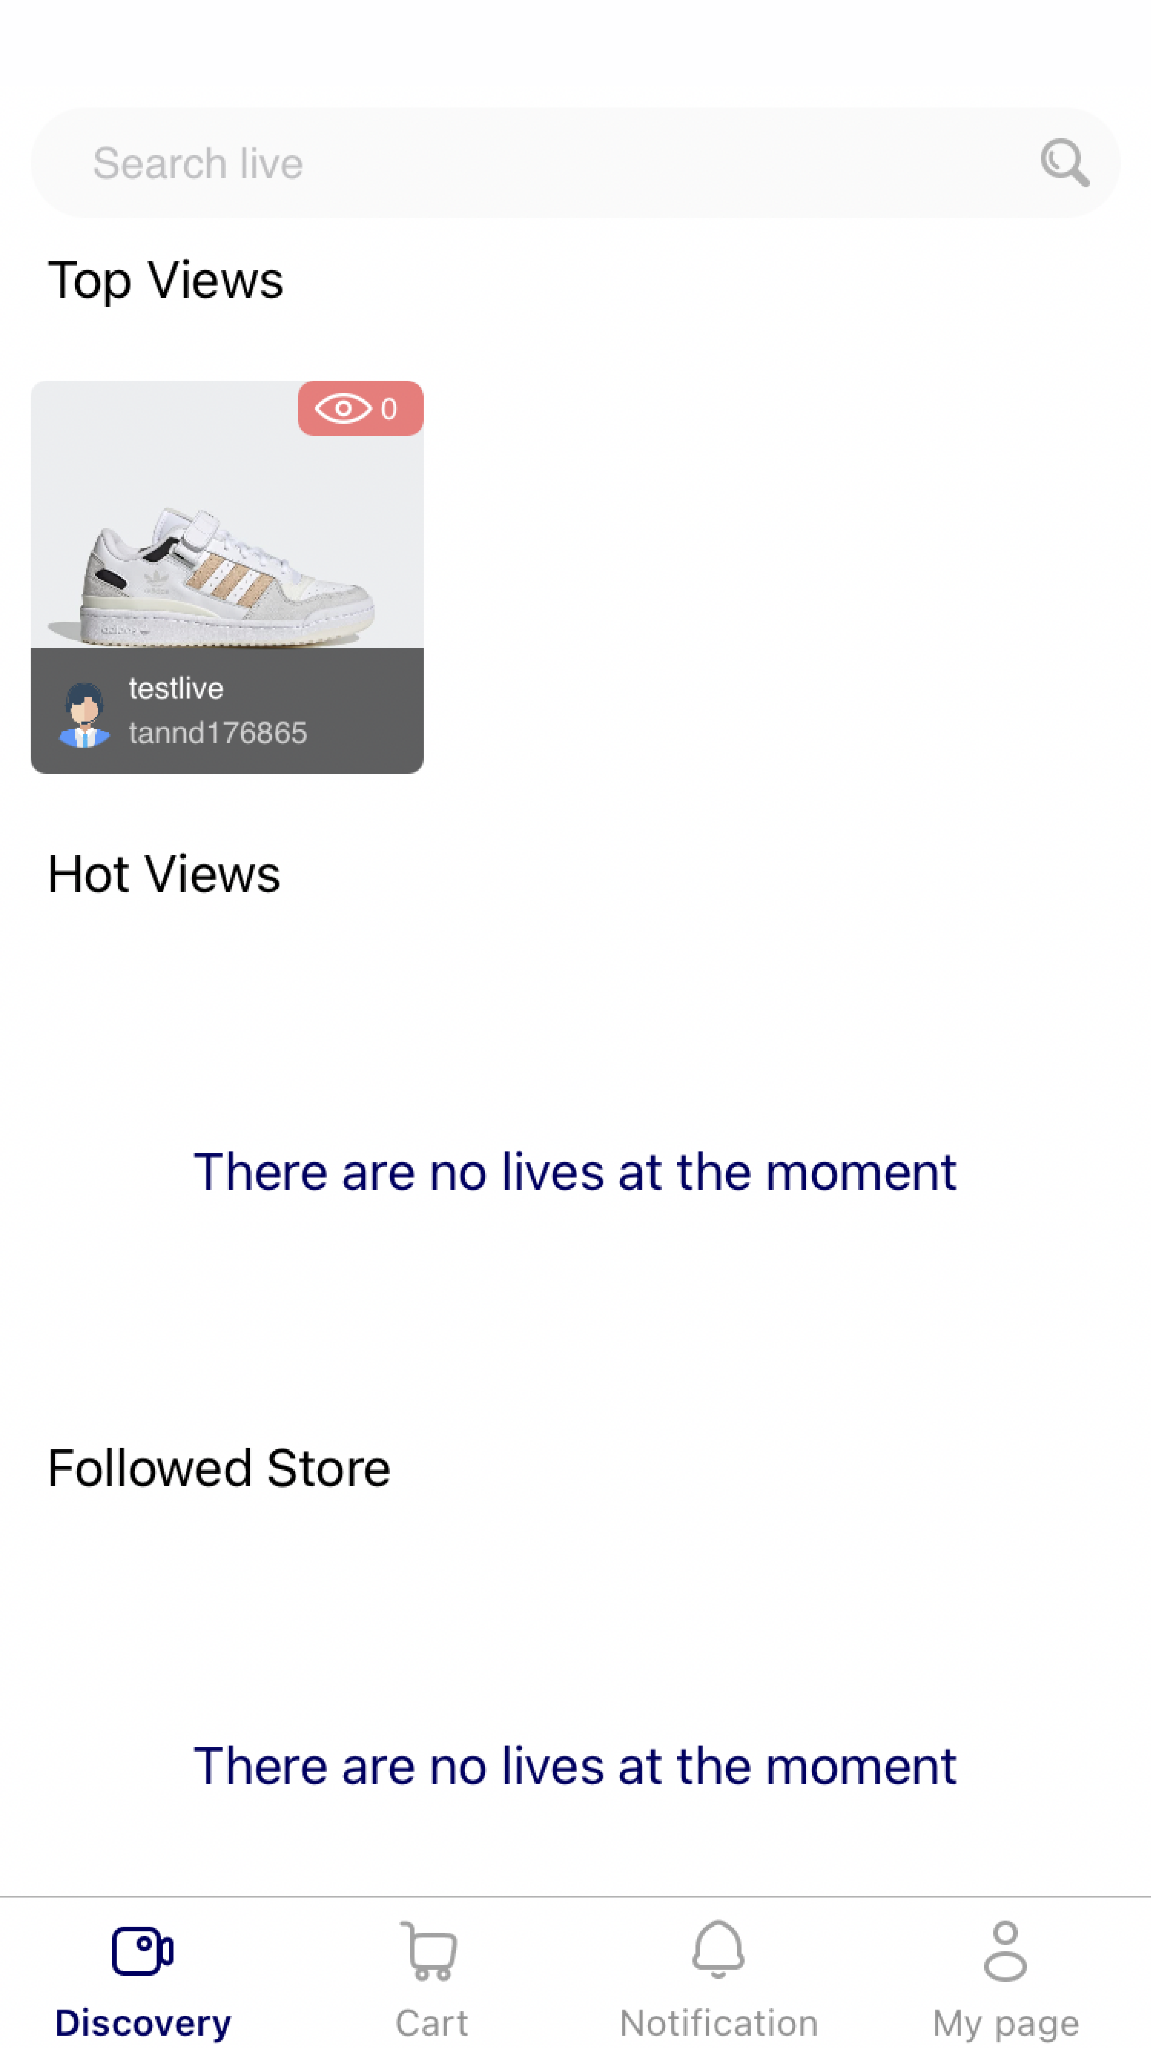 Search live
Top Views
0
adidas
testlive
tannd176865
Hot Views
There are no lives at the moment
Followed Store
There are no lives at the moment
Discovery
Cart
Notification
My page